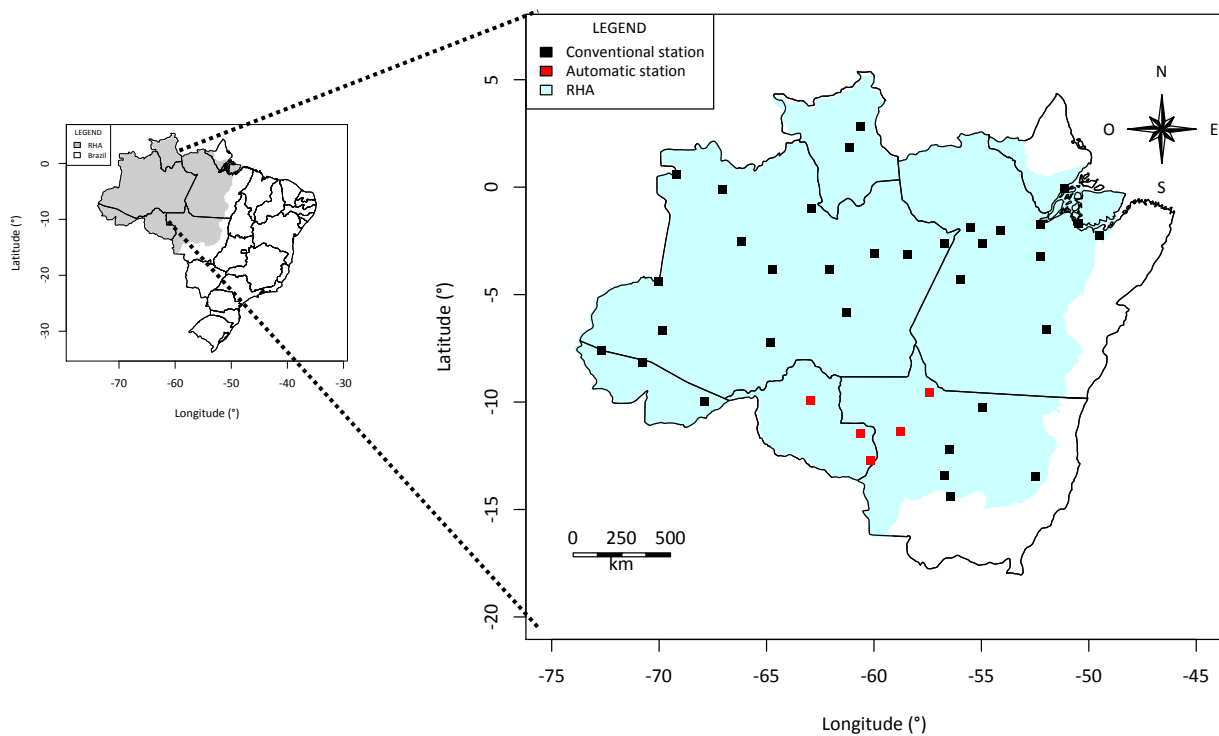 LEGEND
RHA
Brazil
Latitude (°)
0
-10
-20
-30
-70
-60
-50
-40
-30
Longitude (°)
LEGEND
Conventional station
Automatic station
RHA
N
O
E
S
Latitude (°)
5
0
-5
-10
-15
-20
0 250 500
km
-75
-70
-65
-60
-55
-50
-45
Longitude (°)